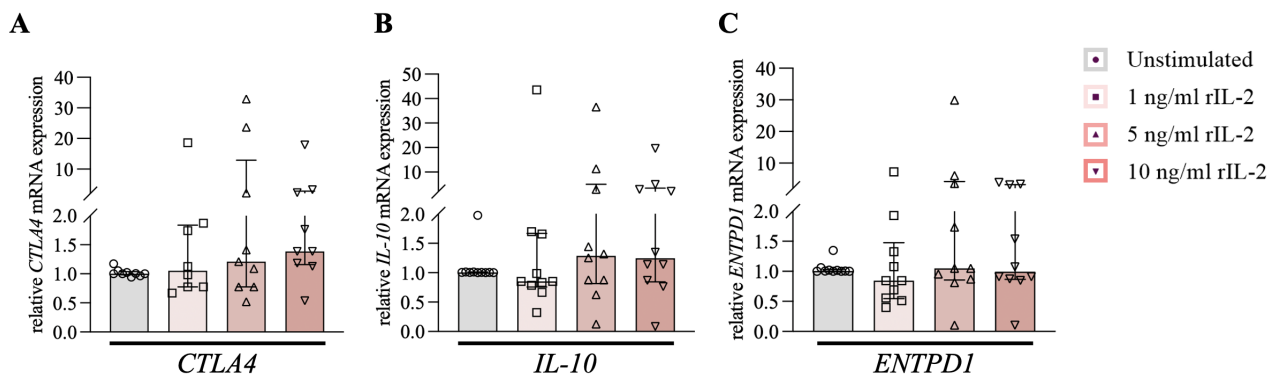 A
relative CTLA4 mRNA expression
40
30
20
10
2.0
1.5
1.0
0.5
0.0
CTLA4
B
relative IL-10 mRNA expression
50
40
30
20
10
2.0
1.5
1.0
0.5
0.0
IL-10
C
relative ENTPD1 mRNA expression
40
30
20
10
2.0
1.5
1.0
0.5
0.0
ENTPD1
Unstimulated
1 ng/ml rIL-2
5 ng/ml rIL-2
10 ng/ml rIL-2